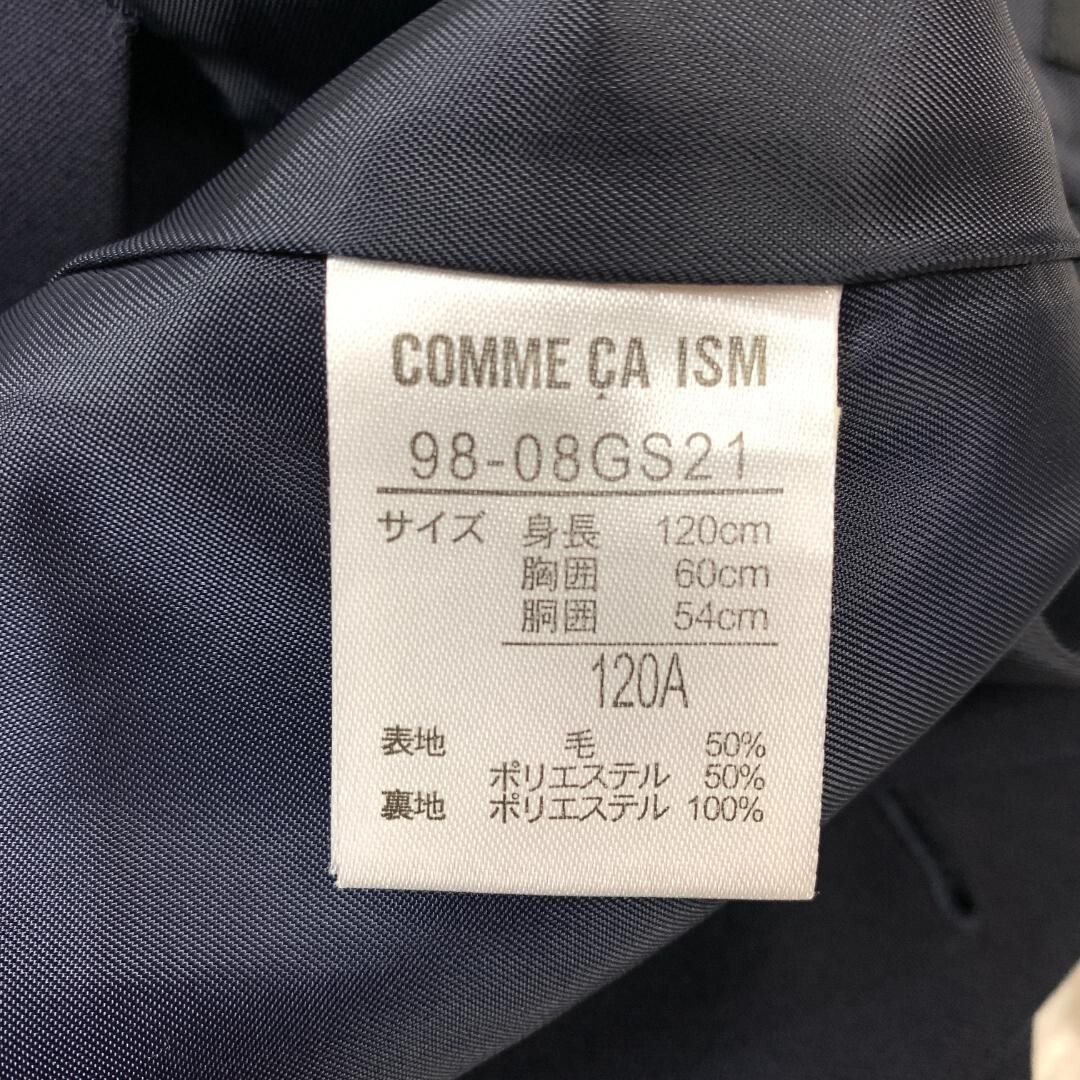 COMME ÇA ISM
98-08GS21
サイズ 身長 120cm
胸囲 60cm
胴囲 54cm
120A
表地 毛 50%
ポリエステル 50%
裏地 ポリエステル 100%